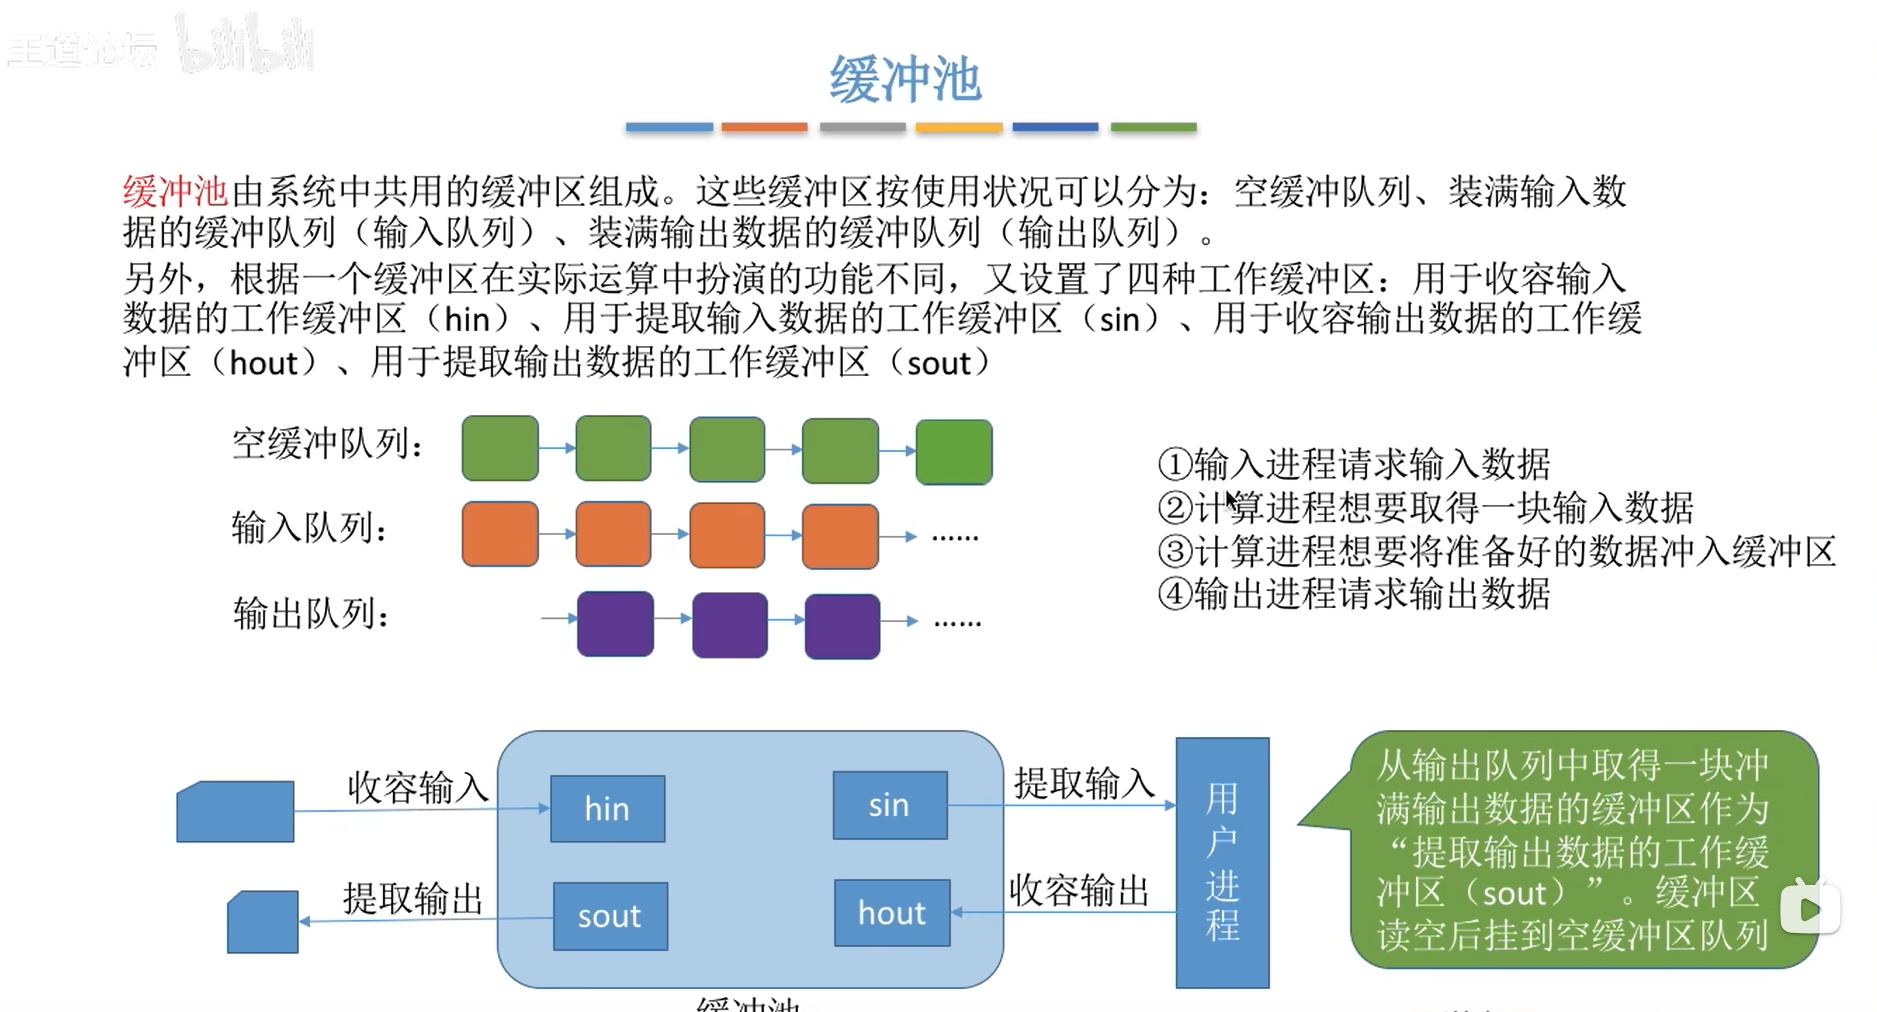 王道论坛 bilibili
缓冲池
缓冲池由系统中共用的缓冲区组成。这些缓冲区按使用状况可以分为：空缓冲队列、装满输入数
据的缓冲队列（输入队列）、装满输出数据的缓冲队列（输出队列）。
另外，根据一个缓冲区在实际运算中扮演的功能不同，又设置了四种工作缓冲区：用于收容输入
数据的工作缓冲区（hin）、用于提取输入数据的工作缓冲区（sin）、用于收容输出数据的工作缓
冲区（hout）、用于提取输出数据的工作缓冲区（sout）
空缓冲队列：
输入队列：
……
输出队列：
……
①输入进程请求输入数据
②计算进程想要取得一块输入数据
③计算进程想要将准备好的数据冲入缓冲区
④输出进程请求输出数据
收容输入
hin
sin
提取输入
提取输出
sout
hout
收容输出
用户进程
缓冲池
从输出队列中取得一块冲
满输出数据的缓冲区作为
“提取输出数据的工作缓
冲区（sout）”。缓冲区
读空后挂到空缓冲区队列